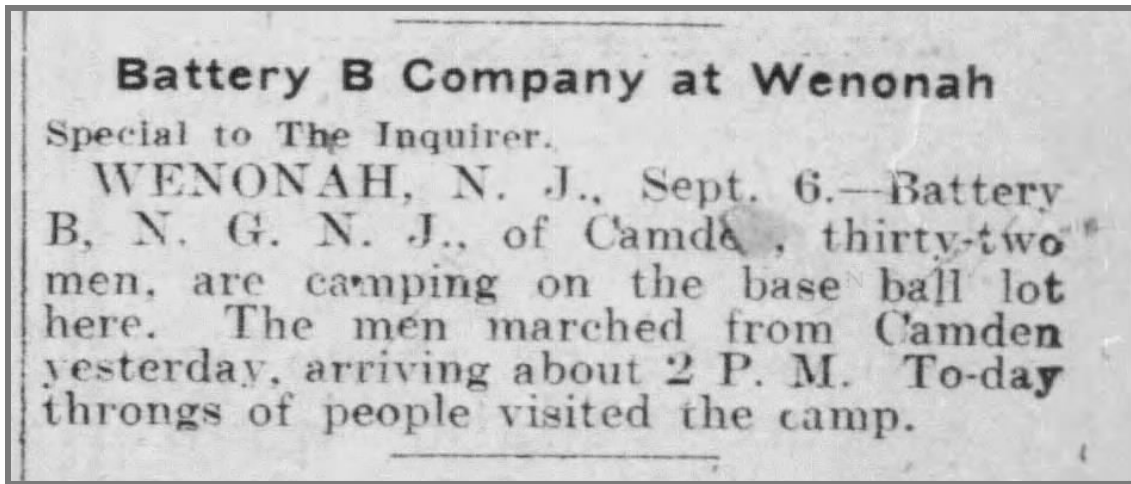 Battery B Company at Wenonah
Special to The Inquirer.
WENONAH, N. J., Sept. 6.—Battery
B, N. G. N. J., of Camde , thirty-two
men, are camping on the base ball lot
here. The men marched from Camden
yesterday, arriving about 2 P. M. To-day
throngs of people visited the camp.